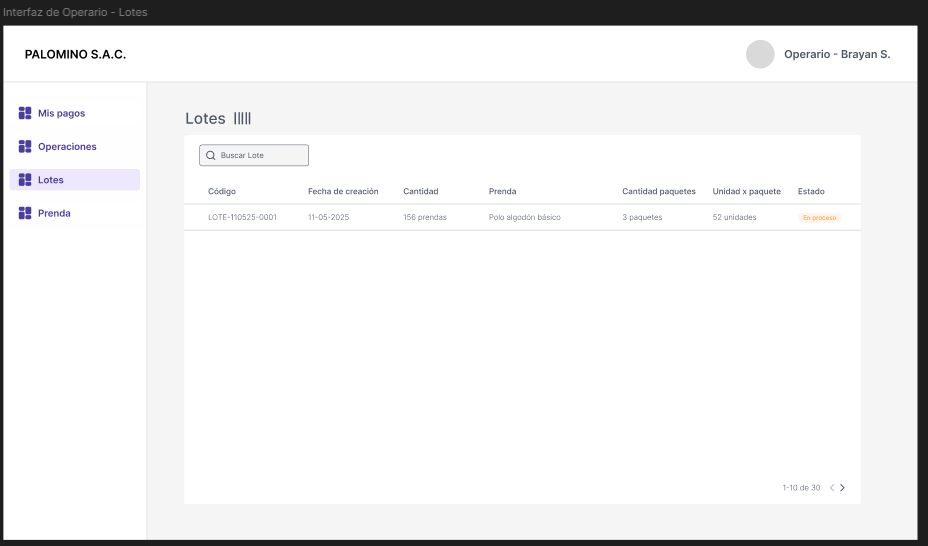 Interfaz de Operario - Lotes
PALOMINO S.A.C.
Operario - Brayan S.
Mis pagos
Operaciones
Lotes
Prenda
Lotes
Buscar Lote
Código Fecha de creación Cantidad Prenda Cantidad paquetes Unidad x paquete Estado
LOTE-110525-0001 11-05-2025 156 prendas Polo algodón básico 3 paquetes 52 unidades En proceso
1-10 de 30